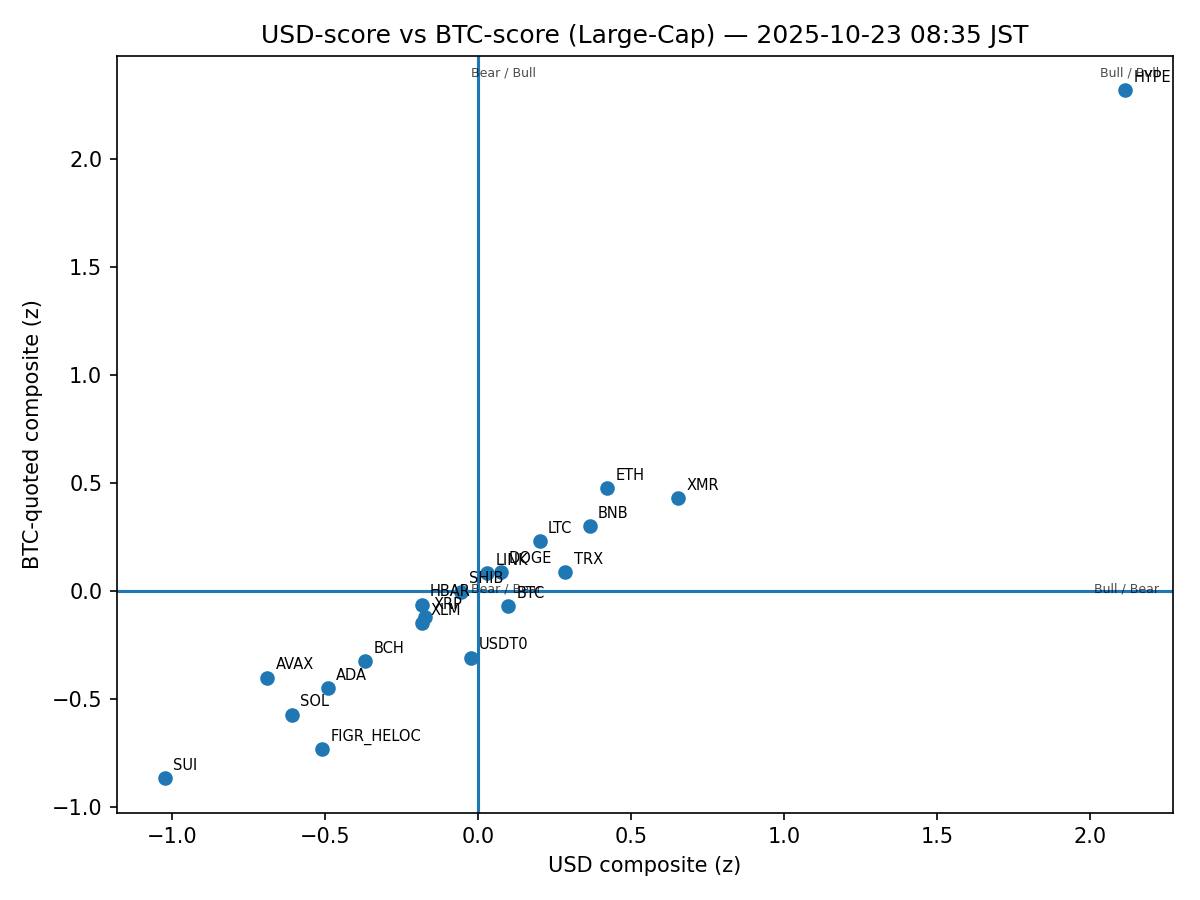 USD-score vs BTC-score (Large-Cap) — 2025-10-23 08:35 JST
Bear / Bull
Bull / Bull
HYPE
2.0
1.5
1.0
0.5
0.0
−0.5
−1.0
BTC-quoted composite (z)
ETH
XMR
BNB
LTC
LINK
DOGE
TRX
SHIB
HBAR
Bear / Bear
BTC
Bull / Bear
XRP
XLM
USDT0
BCH
AVAX
ADA
SOL
FIGR_HELOC
SUI
−1.0
−0.5
0.0
0.5
1.0
1.5
2.0
USD composite (z)